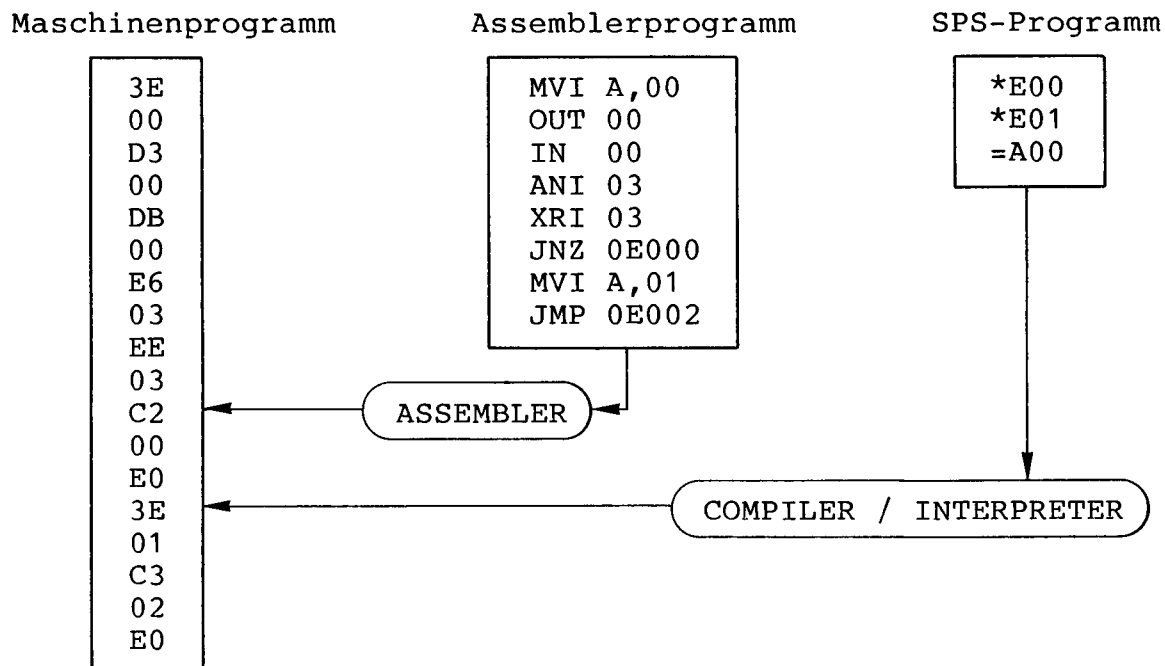 Maschinenprogramm
3E
00
D3
00
DB
00
E6
03
EE
03
C2
00
E0
3E
01
C3
02
E0
Assemblerprogramm
MVI A,00
OUT 00
IN 00
ANI 03
XRI 03
JNZ 0E000
MVI A,01
JMP 0E002
ASSEMBLER
SPS-Programm
*E00
*E01
=A00
COMPILER / INTERPRETER